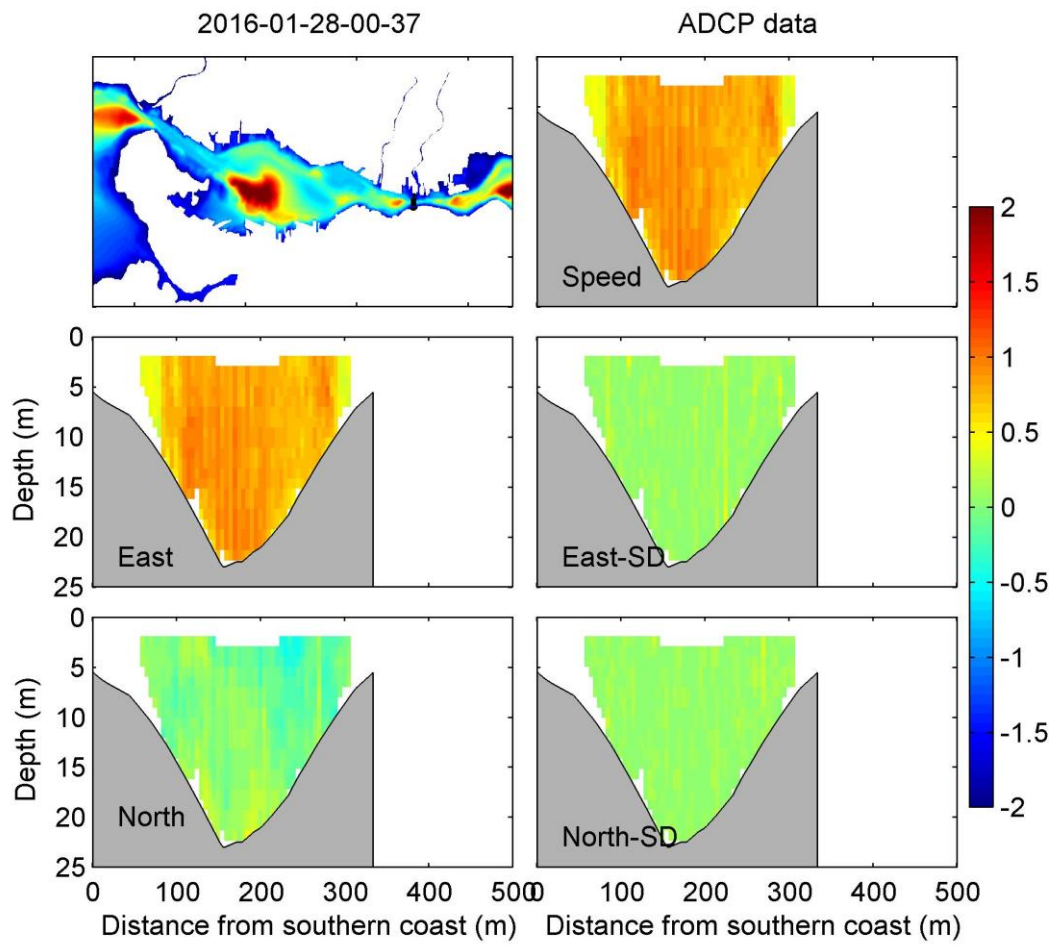 2016-01-28-00-37
ADCP data
Speed
2
1.5
1
0.5
0
-0.5
-1
-1.5
-2
0
5
10
15
20
25
Depth (m)
East
East-SD
0
5
10
15
20
25
Depth (m)
North
North-SD
0 100 200 300 400 500
0 100 200 300 400 500
Distance from southern coast (m)
Distance from southern coast (m)